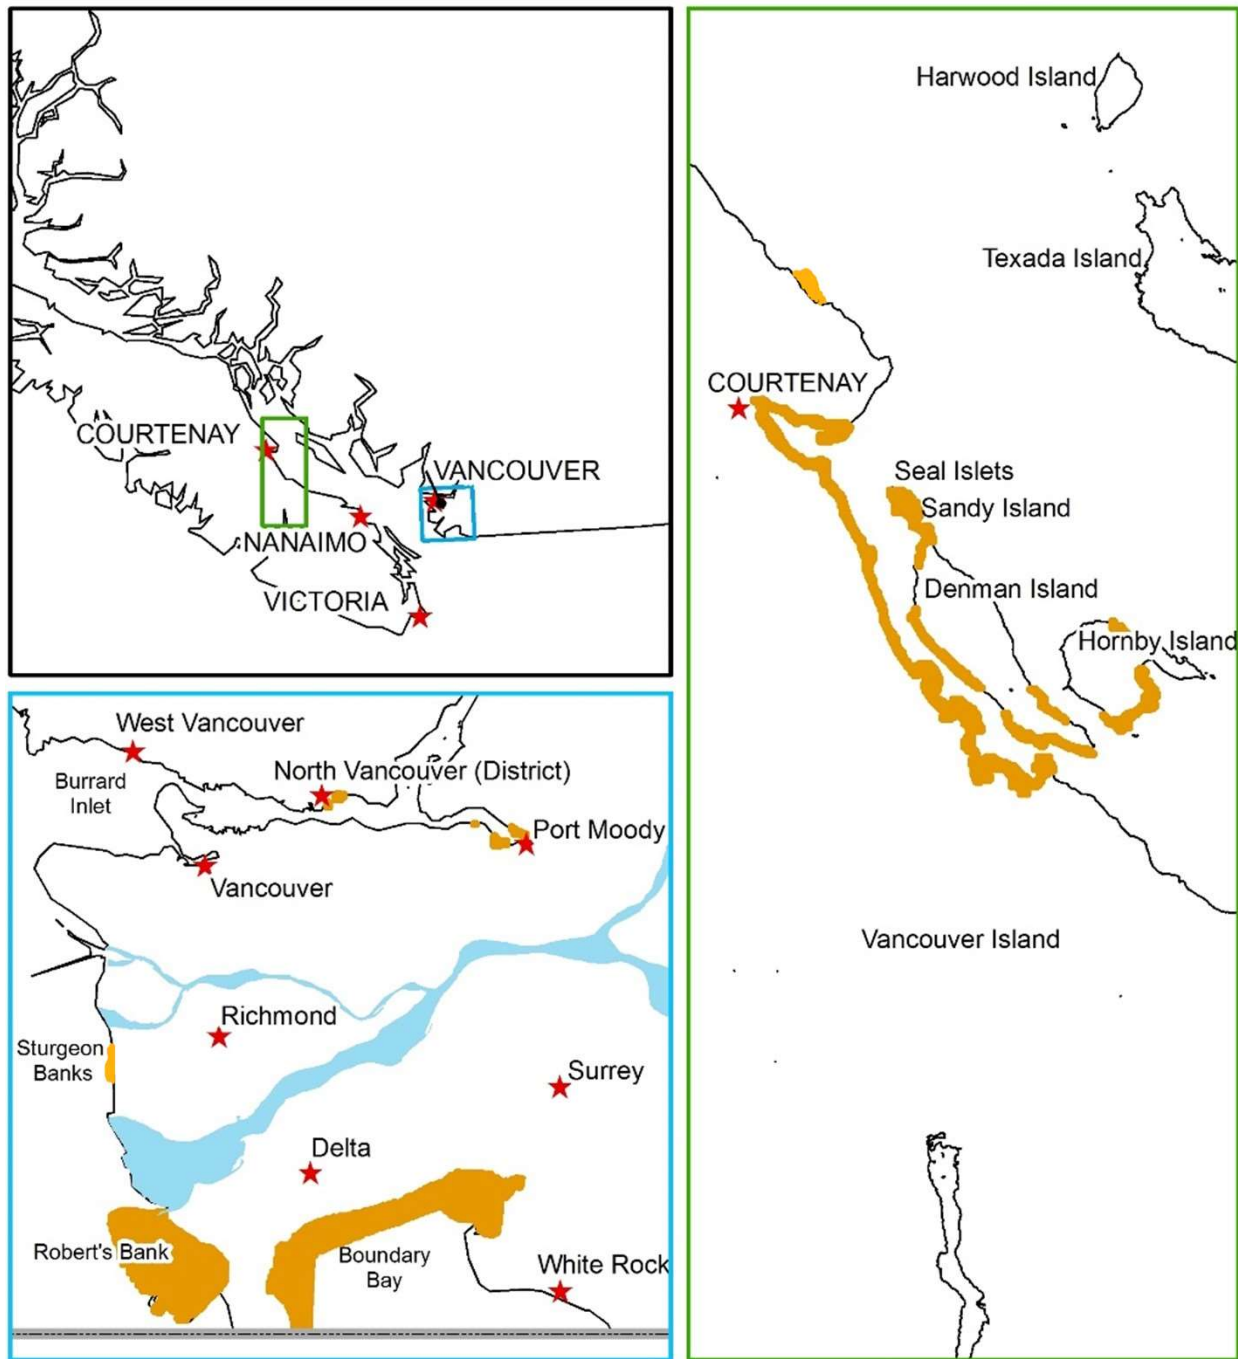 COURTENAY
VANCOUVER
NANAIMO
VICTORIA
West Vancouver
Burrard
Inlet
North Vancouver (District)
Port Moody
Vancouver
Richmond
Sturgeon
Banks
Surrey
Delta
Robert's Bank
Boundary
Bay
White Rock
Harwood Island
Texada Island
COURTENAY
Seal Islets
Sandy Island
Denman Island
Hornby Island
Vancouver Island